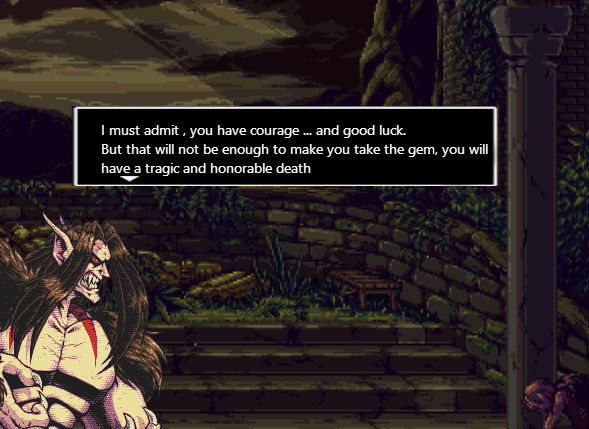 I must admit , you have courage ... and good luck.
But that will not be enough to make you take the gem, you will
have a tragic and honorable death